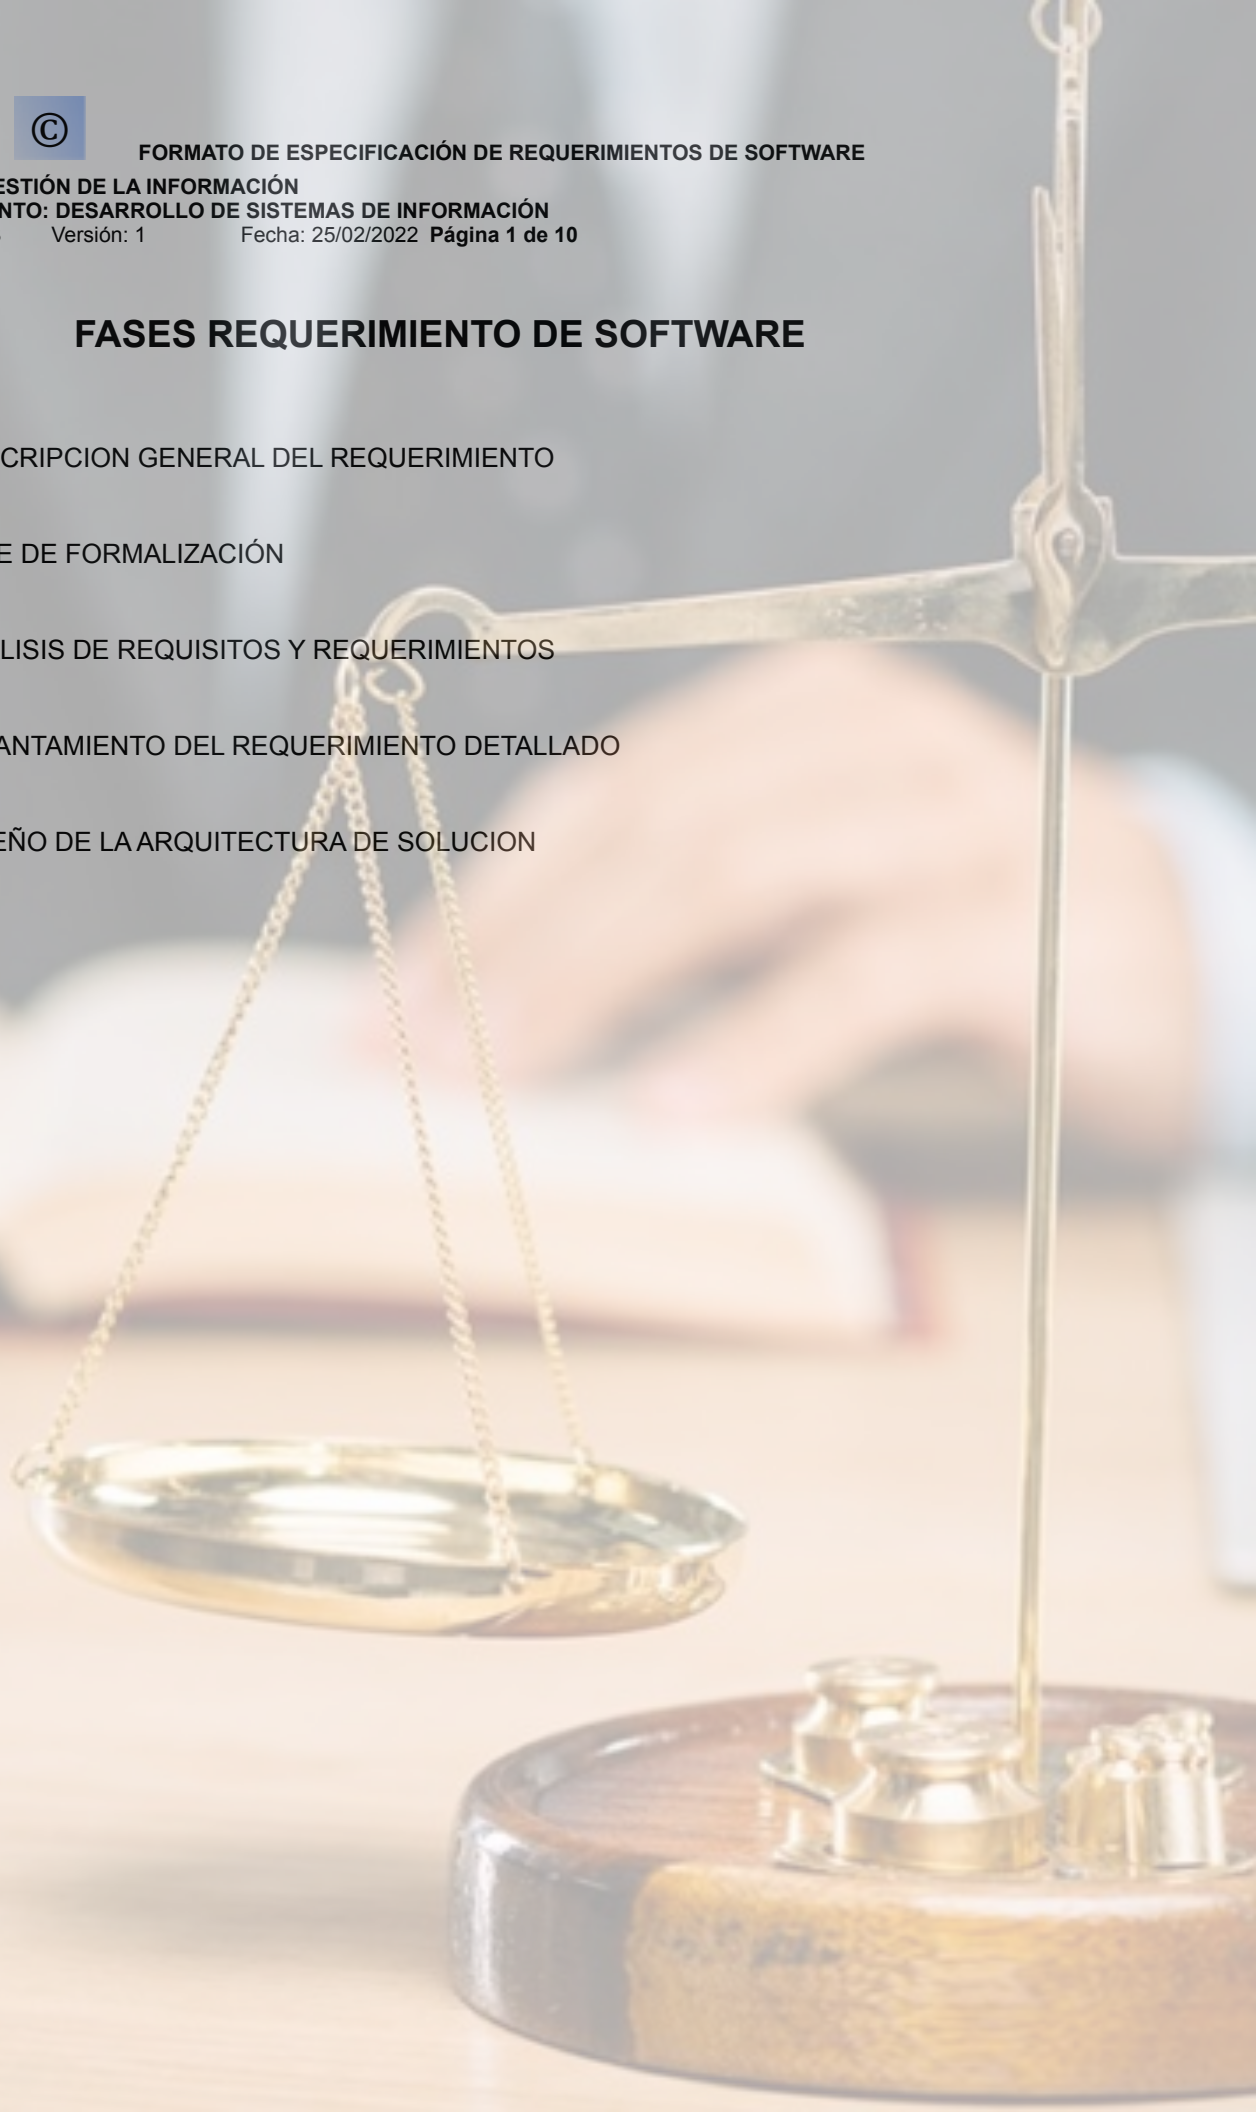 ©
FORMATO DE ESPECIFICACIÓN DE REQUERIMIENTOS DE SOFTWARE
ESTIÓN DE LA INFORMACIÓN
NTO: DESARROLLO DE SISTEMAS DE INFORMACIÓN
Versión: 1 Fecha: 25/02/2022 Página 1 de 10
FASES REQUERIMIENTO DE SOFTWARE
CRIPCION GENERAL DEL REQUERIMIENTO
E DE FORMALIZACIÓN
LISIS DE REQUISITOS Y REQUERIMIENTOS
ANTAMIENTO DEL REQUERIMIENTO DETALLADO
EÑO DE LA ARQUITECTURA DE SOLUCION